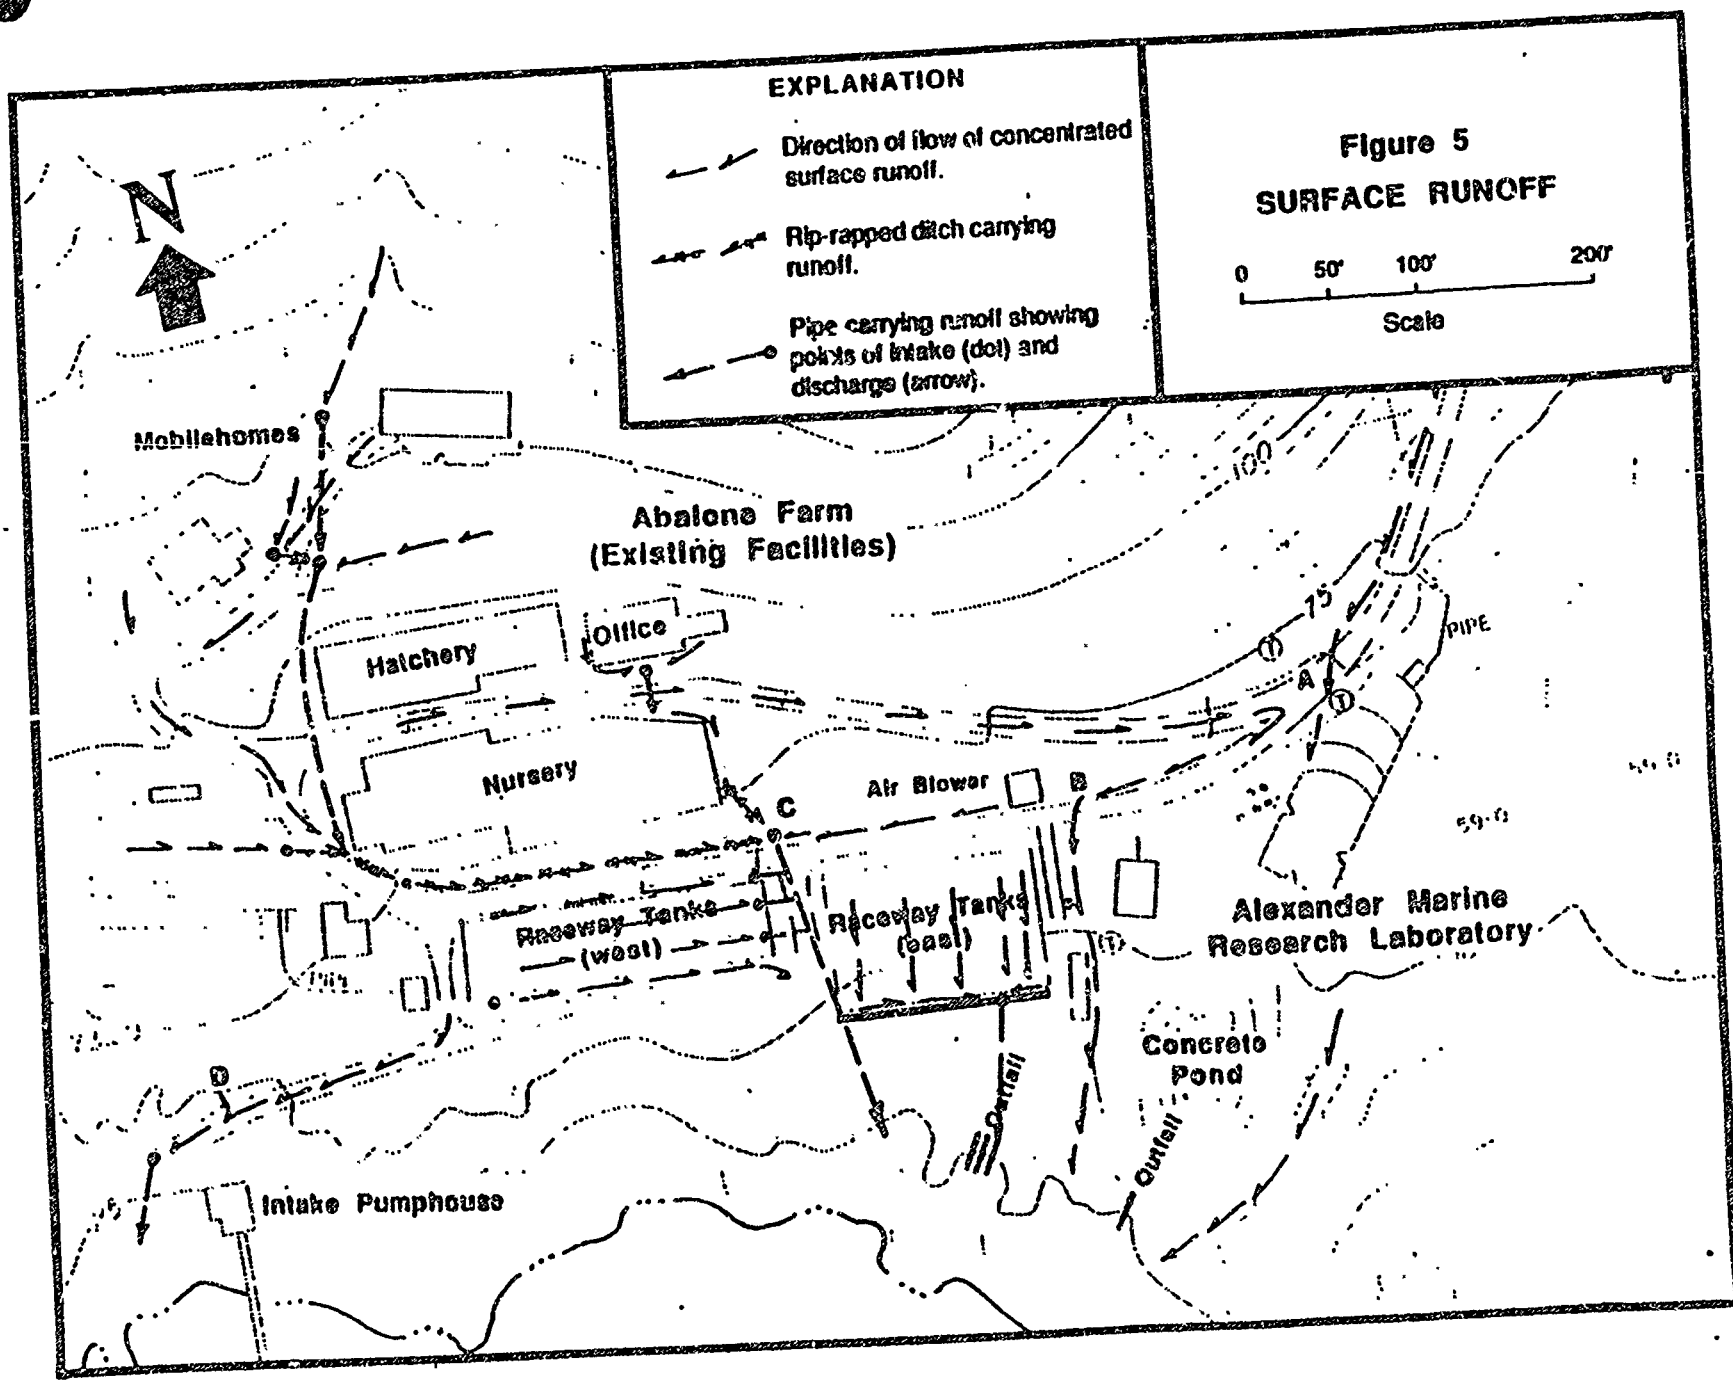 EXPLANATION
Direction of flow of concentrated
surface runoff.
Rip-rapped ditch carrying
runoff.
Pipe carrying runoff showing
points of intake (dot) and
discharge (arrow).
Figure 5
SURFACE RUNOFF
0 50' 100' 200'
Scale
N
Mobilehomes
100
Abalone Farm
(Existing Facilities)
75
PIPE
Office
Hatchery
T
A
T
Nursery
Air Blower
B
C
59.0
Raceway Tanks
(west)
Raceway Tanks
(east)
Alexander Marine
Research Laboratory
T
Concrete
Pond
D
Outfall
Outfall
Intake Pumphouse